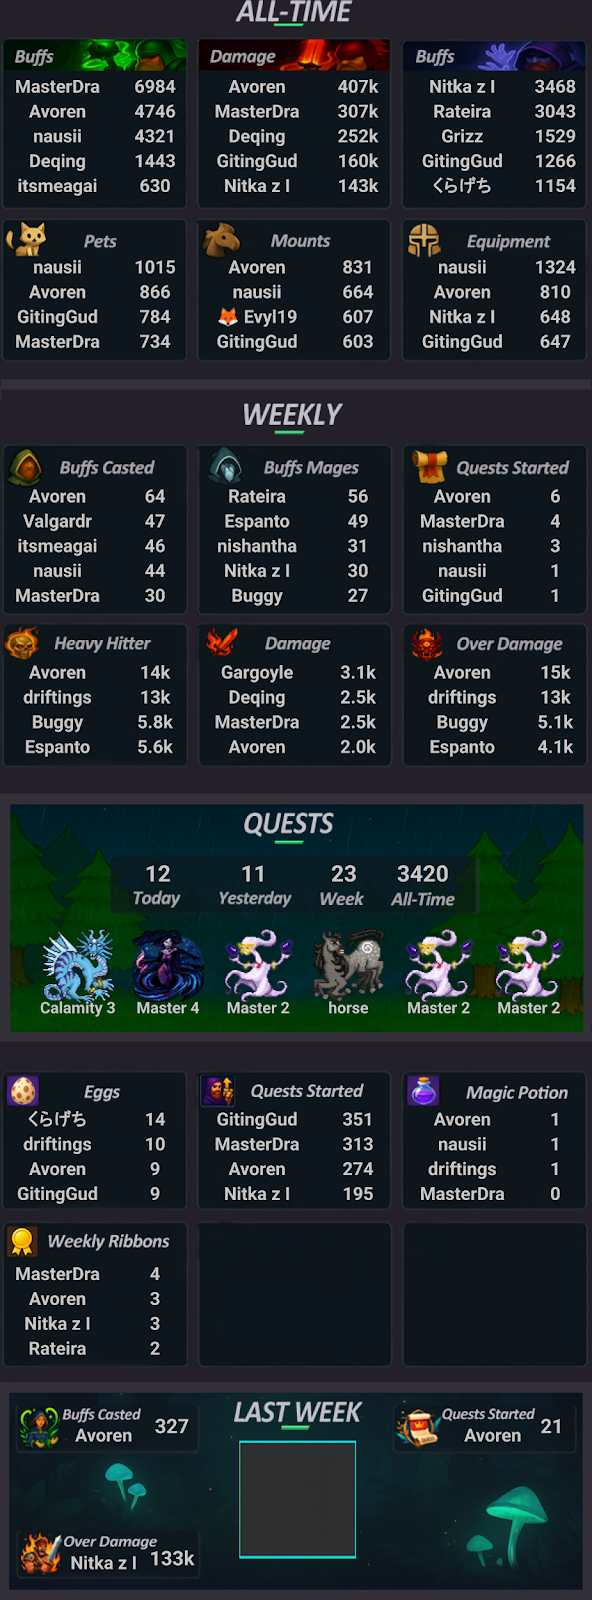 ALL-TIME
Buffs
MasterDra 6984
Avoren 4746
nausii 4321
Deqing 1443
itsmeagai 630
Damage
Avoren 407k
MasterDra 307k
Deqing 252k
GitingGud 160k
Nitka z I 143k
Buffs
Nitka z I 3468
Rateira 3043
Grizz 1529
GitingGud 1266
くらげち 1154
Pets
nausii 1015
Avoren 866
GitingGud 784
MasterDra 734
Mounts
Avoren 831
nausii 664
🦊 Evyl19 607
GitingGud 603
Equipment
nausii 1324
Avoren 810
Nitka z I 648
GitingGud 647
WEEKLY
Buffs Casted
Avoren 64
Valgardr 47
itsmeagai 46
nausii 44
MasterDra 30
Buffs Mages
Rateira 56
Espanto 49
nishantha 31
Nitka z I 30
Buggy 27
Quests Started
Avoren 6
MasterDra 4
nishantha 3
nausii 1
GitingGud 1
Heavy Hitter
Avoren 14k
driftings 13k
Buggy 5.8k
Espanto 5.6k
Damage
Gargoyle 3.1k
Deqing 2.5k
MasterDra 2.5k
Avoren 2.0k
Over Damage
Avoren 15k
driftings 13k
Buggy 5.1k
Espanto 4.1k
QUESTS
12 11 23 3420
Today Yesterday Week All-Time
Calamity 3 Master 4 Master 2 horse Master 2 Master 2
Eggs
くらげち 14
driftings 10
Avoren 9
GitingGud 9
Quests Started
GitingGud 351
MasterDra 313
Avoren 274
Nitka z I 195
Magic Potion
Avoren 1
nausii 1
driftings 1
MasterDra 0
Weekly Ribbons
MasterDra 4
Avoren 3
Nitka z I 3
Rateira 2
LAST WEEK
Buffs Casted
Avoren 327
Quests Started
Avoren 21
Over Damage
Nitka z I 133k